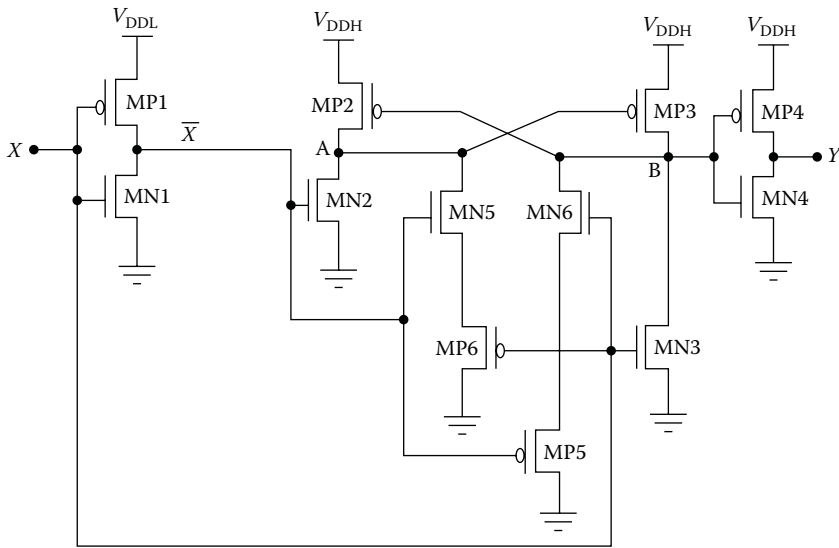 V_DDL
V_DDH
V_DDH
V_DDH
MP1
MP2
MP3
MP4
X
X̅
A
B
Y
MN1
MN2
MN5
MN6
MN4
MP6
MN3
MP5